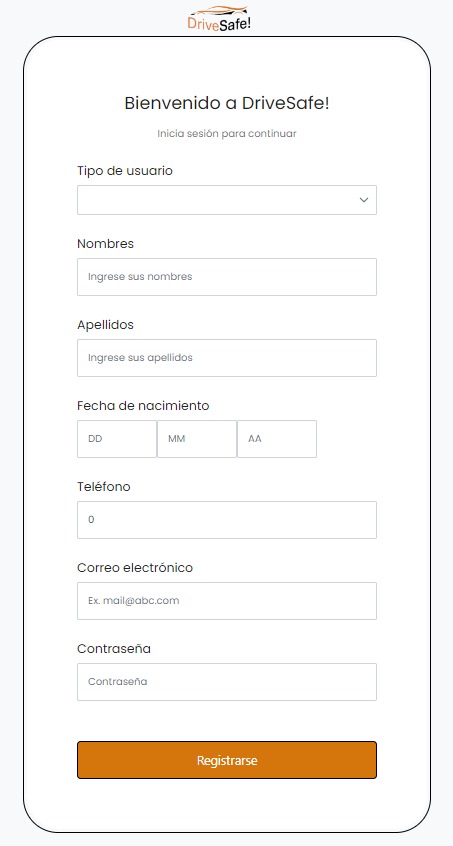 DriveSafe!
Bienvenido a DriveSafe!
Inicia sesión para continuar
Tipo de usuario
Nombres
Ingrese sus nombres
Apellidos
Ingrese sus apellidos
Fecha de nacimiento
DD MM AA
Teléfono
0
Correo electrónico
Ex. mail@abc.com
Contraseña
Contraseña
Registrarse